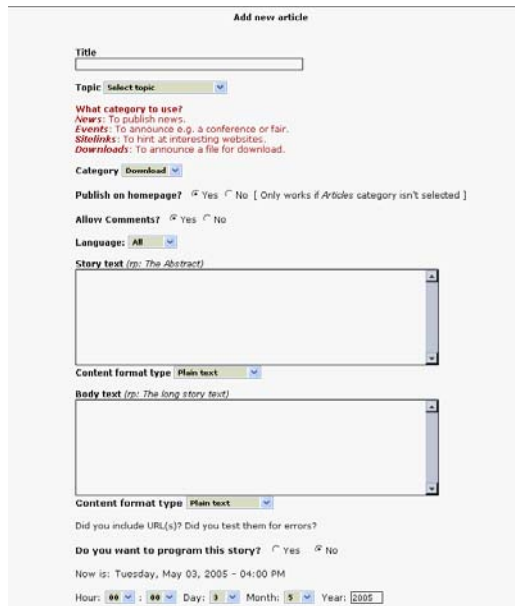 Add new article
Title
Topic Select topic
What category to use?
News: To publish news.
Events: To announce e.g. a conference or fair.
Sitelinks: To hint at interesting websites.
Downloads: To announce a file for download.
Category Download
Publish on homepage? Yes No [ Only works if Articles category isn't selected ]
Allow Comments? Yes No
Language: All
Story text (rp: The Abstract)
Content format type Plain text
Body text (rp: The long story text)
Content format type Plain text
Did you include URL(s)? Did you test them for errors?
Do you want to program this story? Yes No
Now is: Tuesday, May 03, 2005 - 04:00 PM
Hour: 00 : 00 Day: 3 Month: 5 Year: 2005